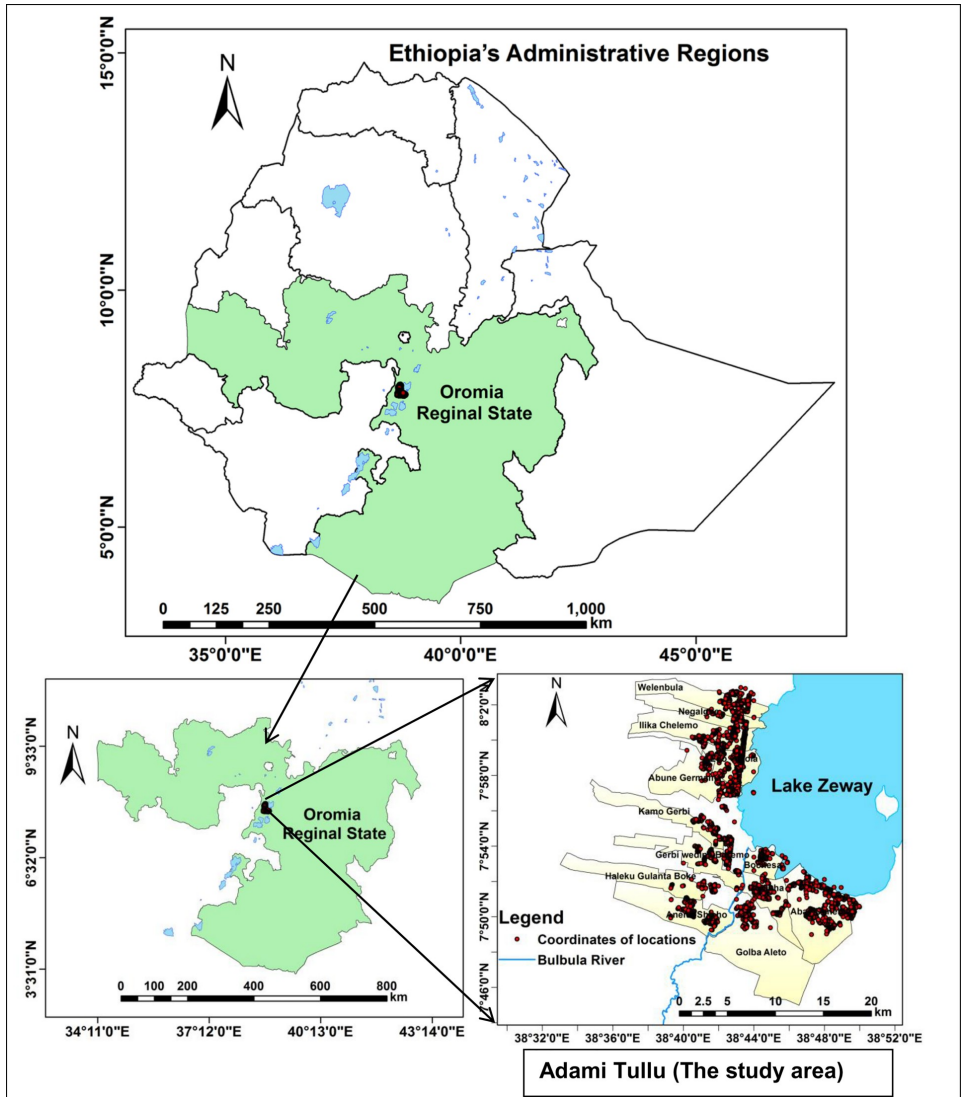 Ethiopia's Administrative Regions
N
15°0'0"N
10°0'0"N
5°0'0"N
Oromia
Reginal State
0 125 250 500 750 1,000
km
35°0'0"E 40°0'0"E 45°0'0"E
N
9°33'0"N
6°32'0"N
3°31'0"N
Oromia
Reginal State
0 100 200 400 600 800
km
34°11'0"E 37°12'0"E 40°13'0"E 43°14'0"E
N
8°2'0"N
7°58'0"N
7°54'0"N
7°50'0"N
7°46'0"N
Welenbula
Ilika Chelemo
Abune German
Lake Zeway
Kamo Gerbi
Haleku Gulanta Boke
Golba Aleto
Legend
Coordinates of locations
Bulbula River
0 2.5 5 10 15 20
km
38°32'0"E 38°36'0"E 38°40'0"E 38°44'0"E 38°48'0"E 38°52'0"E
Adami Tullu (The study area)